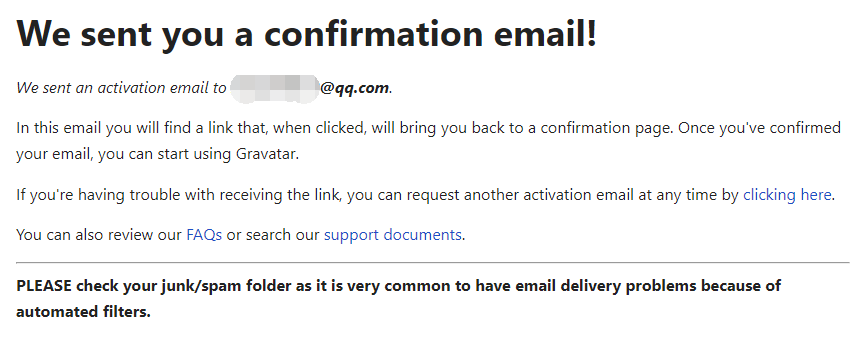 We sent you a confirmation email!
We sent an activation email to @qq.com.
In this email you will find a link that, when clicked, will bring you back to a confirmation page. Once you've confirmed
your email, you can start using Gravatar.
If you're having trouble with receiving the link, you can request another activation email at any time by clicking here.
You can also review our FAQs or search our support documents.
PLEASE check your junk/spam folder as it is very common to have email delivery problems because of
automated filters.